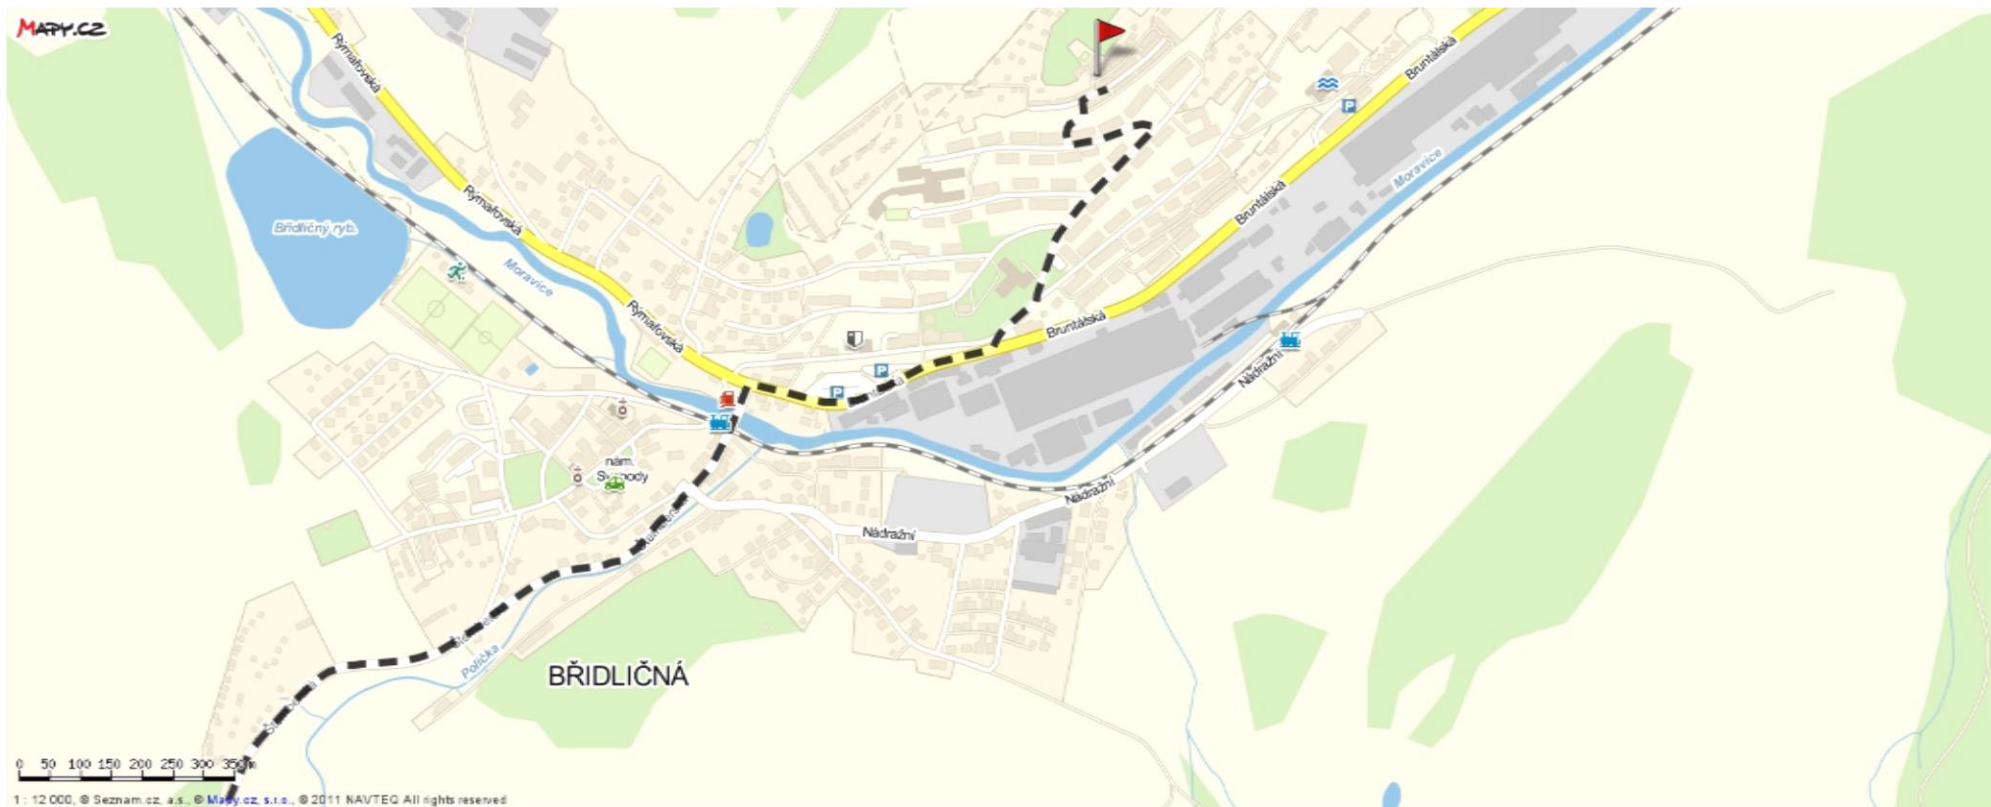 MAPY.CZ
Rýmařovská
Bruntálská
Moravice
Rýmařovská
Bruntálská
Břidličný ryb.
Moravice
Rýmařovská
Bruntálská
P
P
P
Nádražní
nám.
Nádražní
Nádražní
Polička
BŘIDLIČNÁ
0 50 100 150 200 250 300 350m
1 : 12 000, © Seznam.cz, a.s., © Mapy.cz, s.r.o., © 2011 NAVTEQ All rights reserved